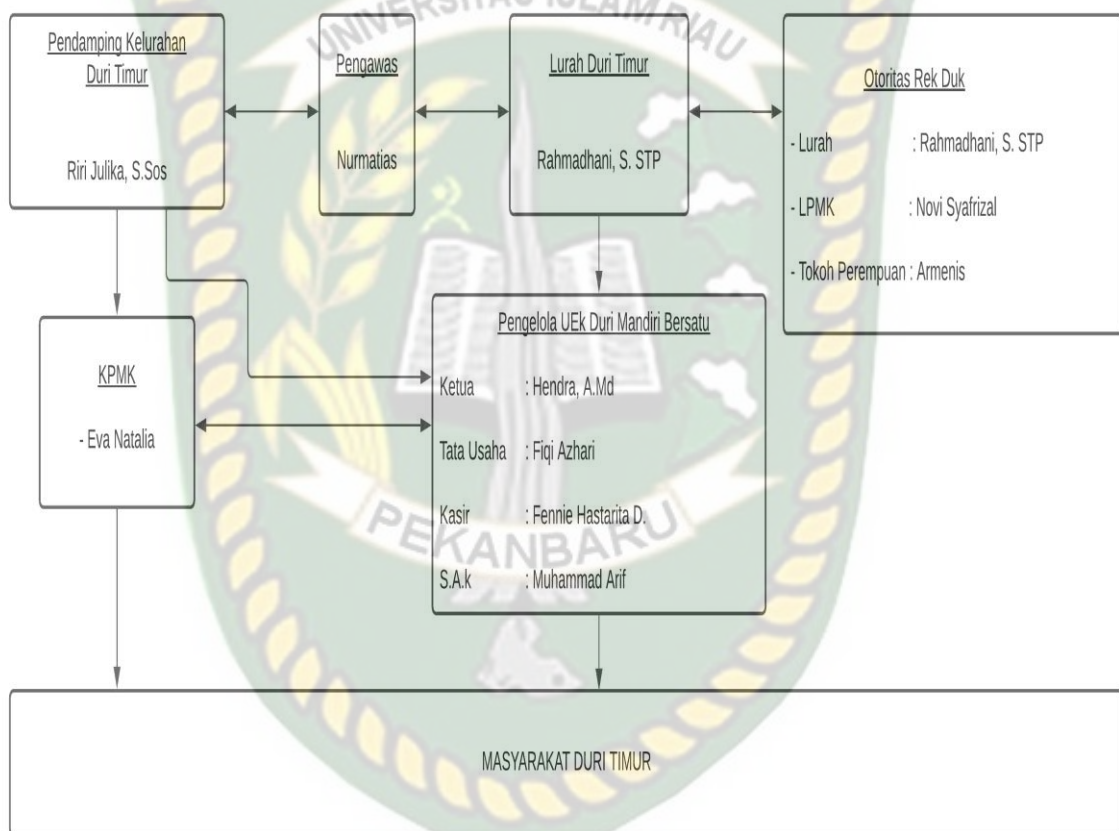 UNIVERSITAS ISLAM RIAU
Pendamping Kelurahan
Duri Timur
Riri Julika, S.Sos
Pengawas
Nurmatias
Lurah Duri Timur
Rahmadhani, S. STP
Otoritas Rek Duk
- Lurah : Rahmadhani, S. STP
- LPMK : Novi Syafrizal
- Tokoh Perempuan : Armenis
KPMK
- Eva Natalia
Pengelola UEk Duri Mandiri Bersatu
Ketua : Hendra, A.Md
Tata Usaha : Fiqi Azhari
Kasir : Fennie Hastarita D.
S.A.k : Muhammad Arif
PEKANBARU
MASYARAKAT DURI TIMUR